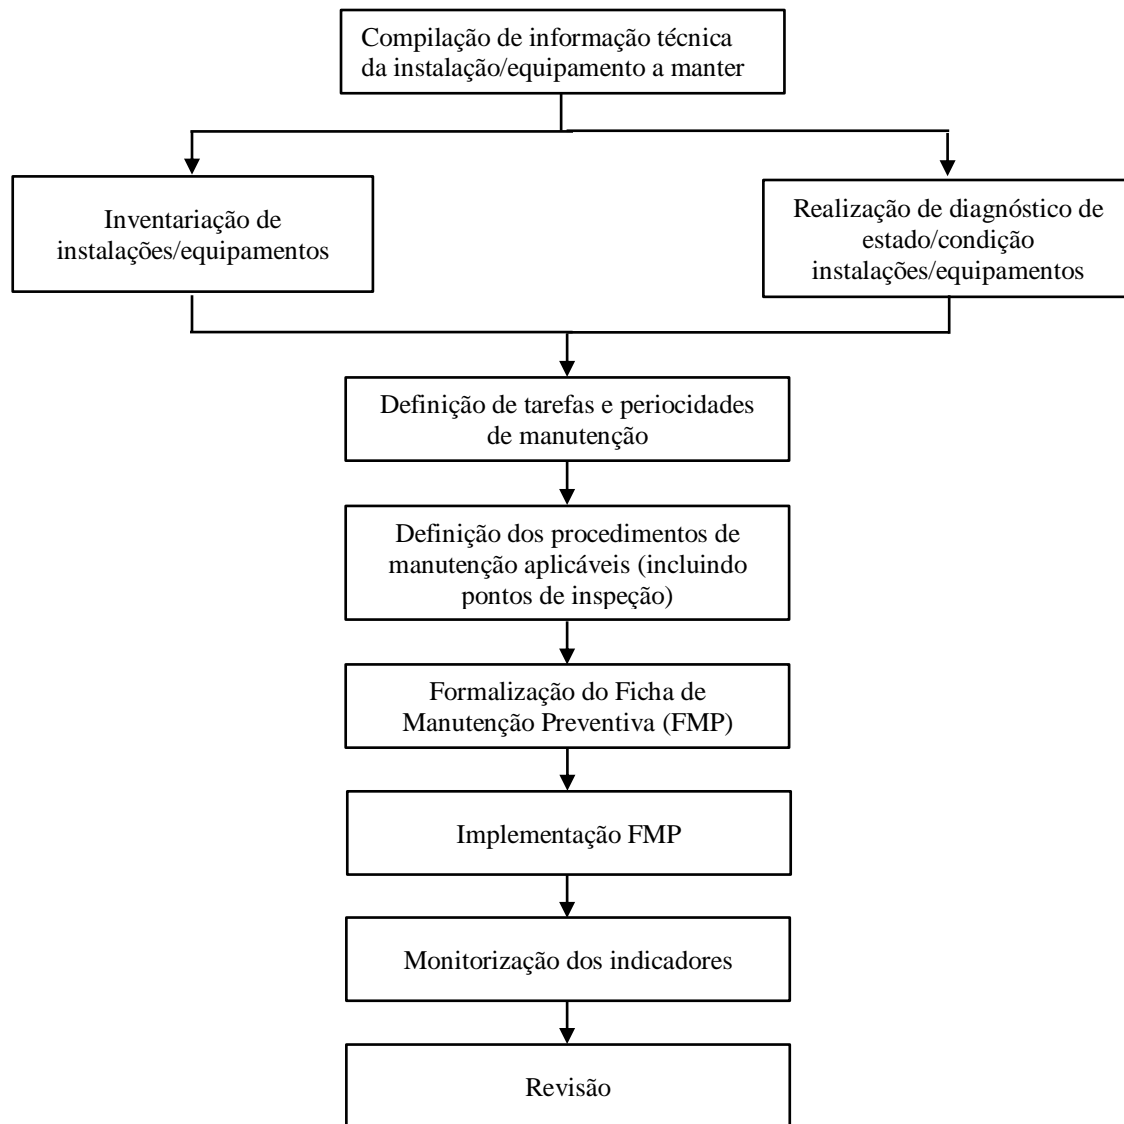 Compilação de informação técnica
da instalação/equipamento a manter
Inventariação de
instalações/equipamentos
Realização de diagnóstico de
estado/condição
instalações/equipamentos
Definição de tarefas e periocidades
de manutenção
Definição dos procedimentos de
manutenção aplicáveis (incluindo
pontos de inspeção)
Formalização do Ficha de
Manutenção Preventiva (FMP)
Implementação FMP
Monitorização dos indicadores
Revisão